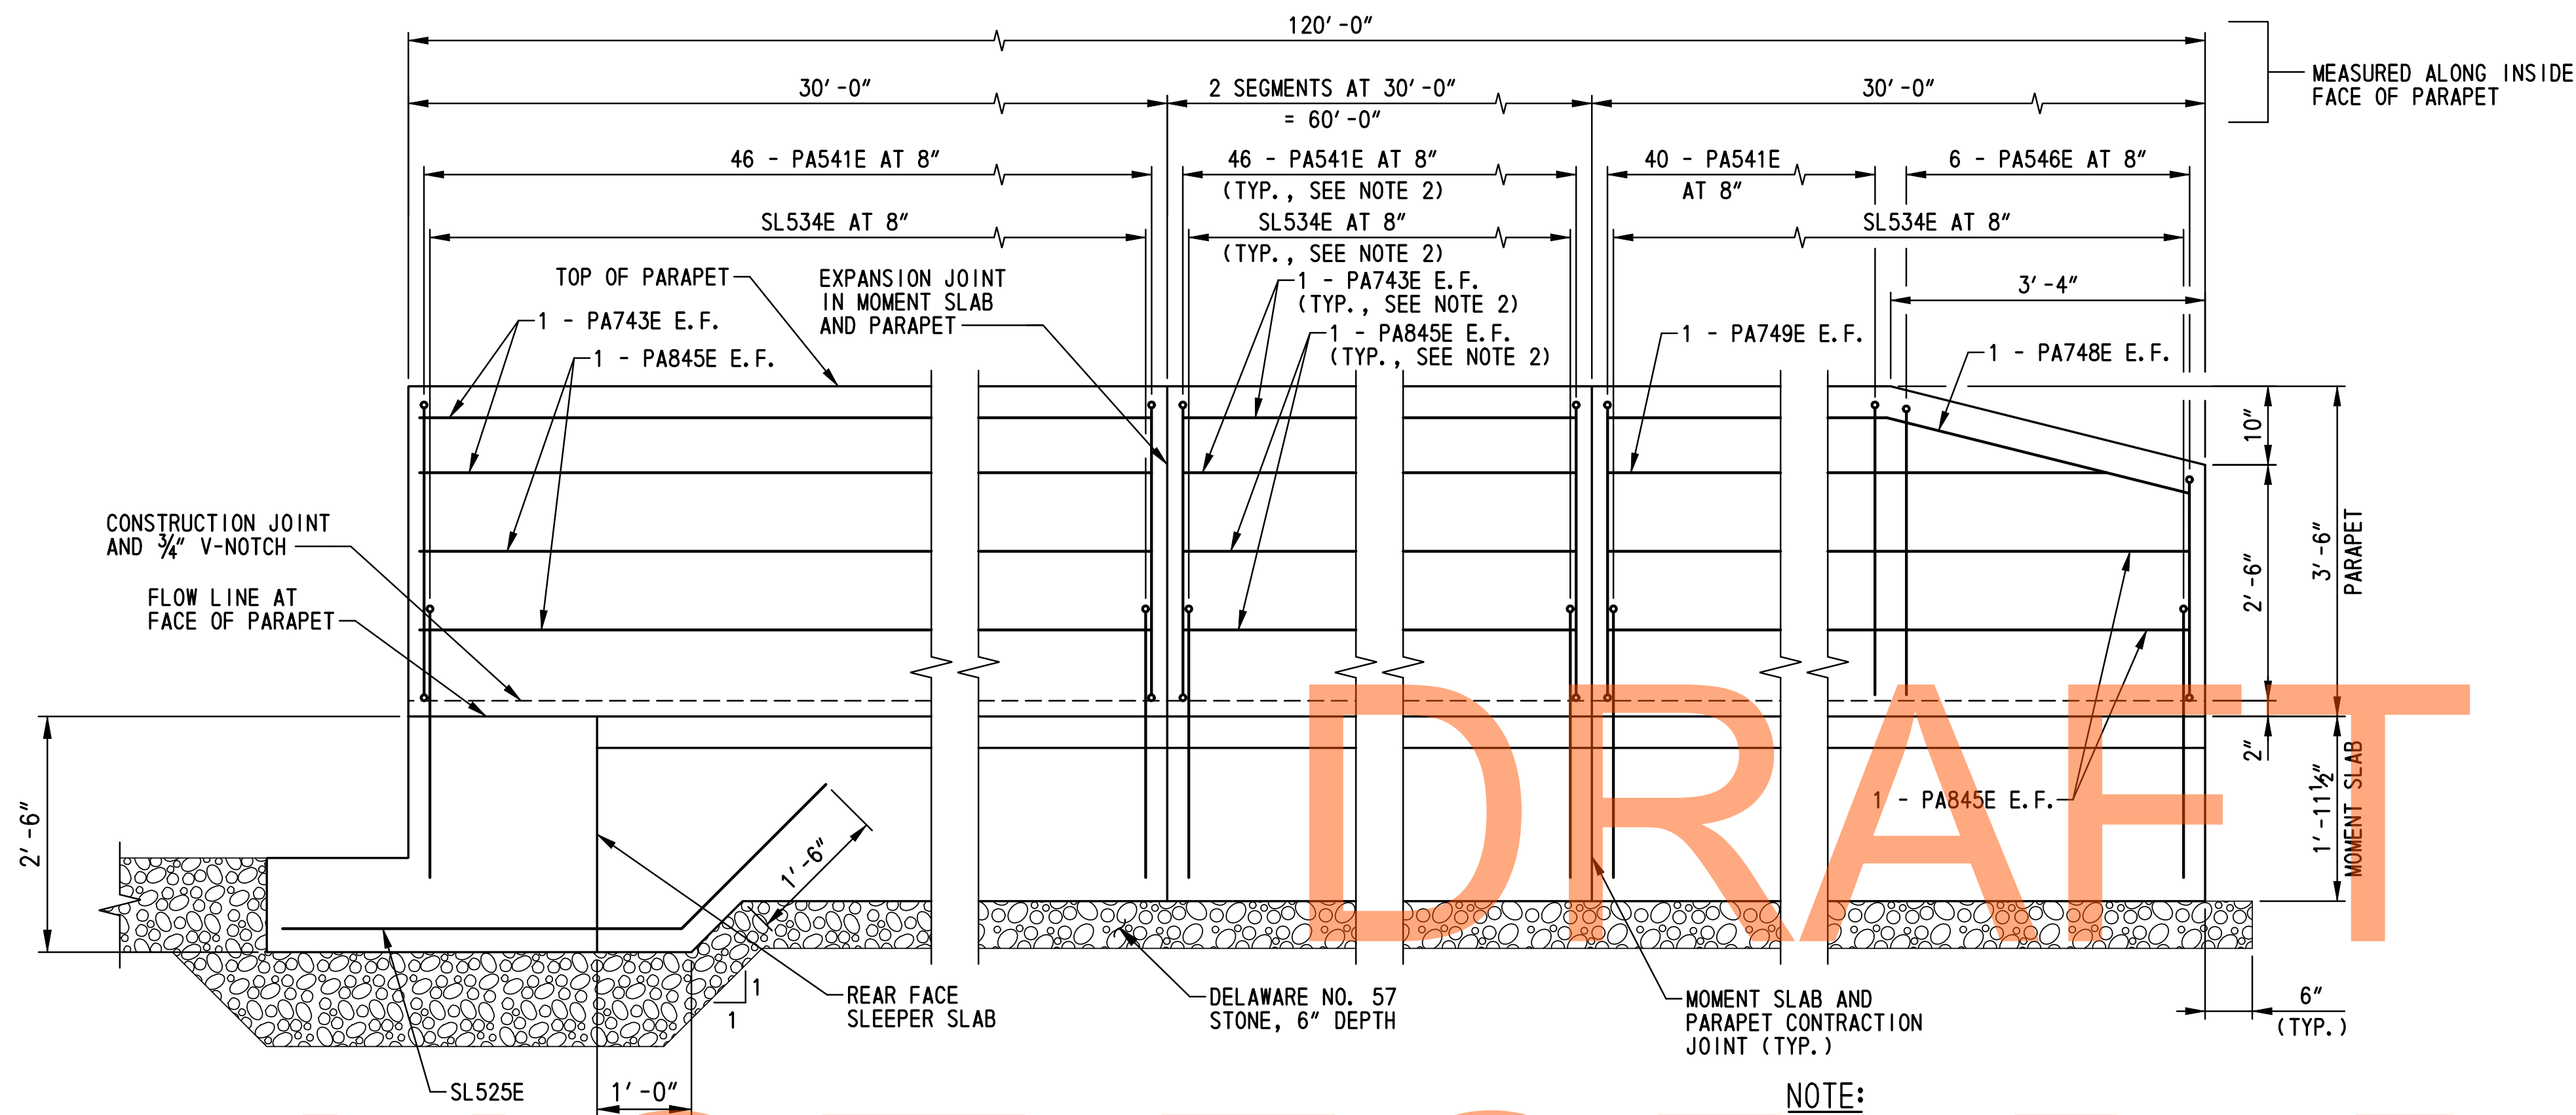 120'-0"
MEASURED ALONG INSIDE
FACE OF PARAPET
30'-0"
2 SEGMENTS AT 30'-0"
= 60'-0"
30'-0"
46 - PA541E AT 8"
46 - PA541E AT 8"
(TYP., SEE NOTE 2)
40 - PA541E
AT 8"
6 - PA546E AT 8"
SL534E AT 8"
SL534E AT 8"
(TYP., SEE NOTE 2)
SL534E AT 8"
TOP OF PARAPET
EXPANSION JOINT
IN MOMENT SLAB
AND PARAPET
1 - PA743E E.F.
(TYP., SEE NOTE 2)
3'-4"
1 - PA743E E.F.
1 - PA845E E.F.
1 - PA845E E.F.
(TYP., SEE NOTE 2)
1 - PA749E E.F.
1 - PA748E E.F.
10"
2'-6"
3'-6"
PARAPET
CONSTRUCTION JOINT
AND ¾" V-NOTCH
FLOW LINE AT
FACE OF PARAPET
2'-6"
1'-6"
1 - PA845E E.F.
2"
1'-11½"
MOMENT SLAB
DRAFT
1
1
REAR FACE
SLEEPER SLAB
DELAWARE NO. 57
STONE, 6" DEPTH
MOMENT SLAB AND
PARAPET CONTRACTION
JOINT (TYP.)
6"
(TYP.)
SL525E
1'-0"
NOTE: